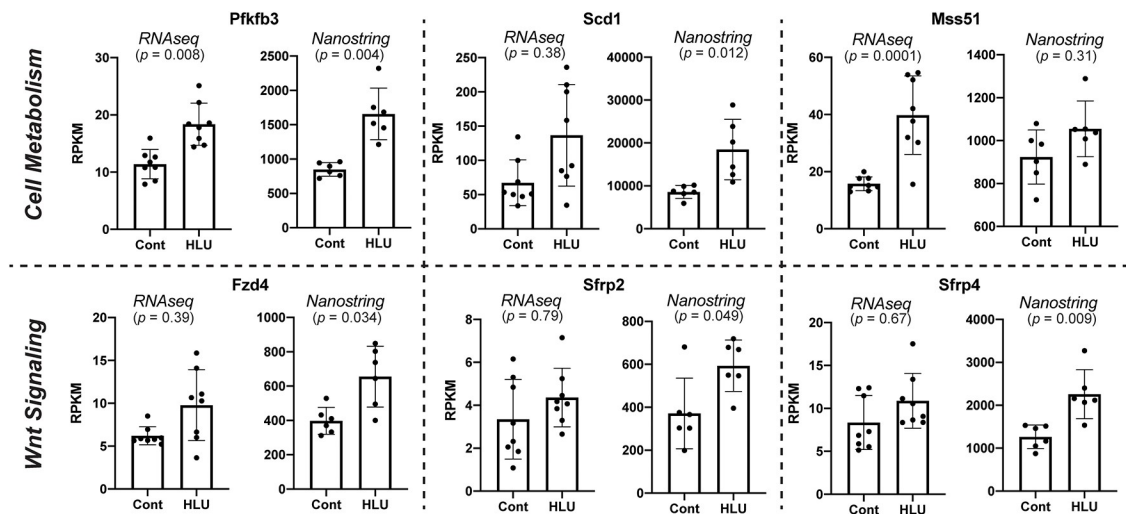 Cell Metabolism
Pfkfb3
RNAseq
(p = 0.008)
RPKM
30
20
10
0
Cont
HLU
Nanostring
(p = 0.004)
2500
2000
1500
1000
500
0
Cont
HLU
Scd1
RNAseq
(p = 0.38)
250
200
150
100
50
0
Cont
HLU
Nanostring
(p = 0.012)
40000
30000
20000
10000
0
Cont
HLU
Mss51
RNAseq
(p = 0.0001)
RPKM
60
40
20
0
Cont
HLU
Nanostring
(p = 0.31)
1400
1200
1000
800
600
Cont
HLU
Wnt Signaling
Fzd4
RNAseq
(p = 0.39)
RPKM
20
15
10
5
0
Cont
HLU
Nanostring
(p = 0.034)
1000
800
600
400
200
0
Cont
HLU
Sfrp2
RNAseq
(p = 0.79)
RPKM
8
6
4
2
0
Cont
HLU
Nanostring
(p = 0.049)
800
600
400
200
0
Cont
HLU
Sfrp4
RNAseq
(p = 0.67)
RPKM
20
15
10
5
0
Cont
HLU
Nanostring
(p = 0.009)
4000
3000
2000
1000
0
Cont
HLU